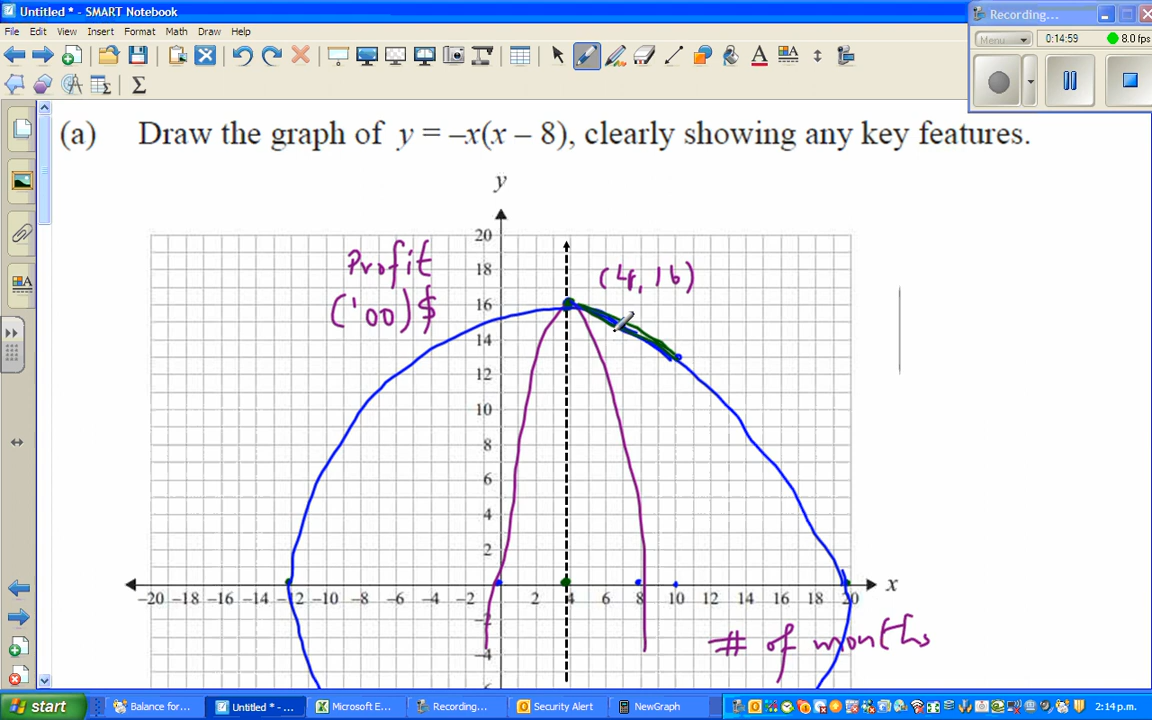 Untitled * - SMART Notebook
Recording...
File Edit View Insert Format Math Draw Help
Menu 0:14:59 8.0 fps
(a) Draw the graph of y = –x(x – 8), clearly showing any key features.
y
20
Profit
(4, 16)
18
('00) $
16
14
12
10
8
6
4
2
x
–20 –18 –16 –14 –12 –10 –8 –6 –4 –2 2 4 6 8 10 12 14 16 18 20
–2
# of months
–4
start Balance for... Untitled * - ... Microsoft E... Recording... Security Alert NewGraph 2:14 p.m.